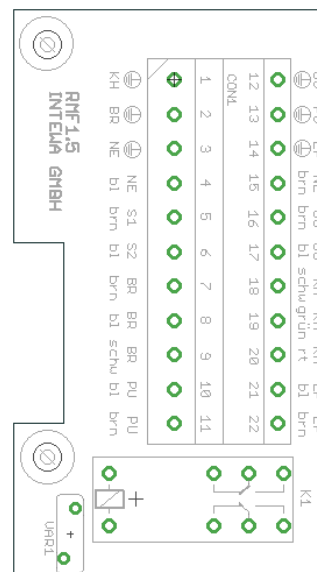 RMF1.5
INTEWA GMBH
KH 1
BR 2
NE 3
bl NE 4
brn S1 5
bl S2 6
brn BR 7
bl BR 8
schw BR 9
bl PU 10
brn PU 11
CON1
12
13
14
15 brn
16 brn
17 bl
18 schw
19 grün
20 rt
21 bl
22 brn
K1
+
VAR1
+